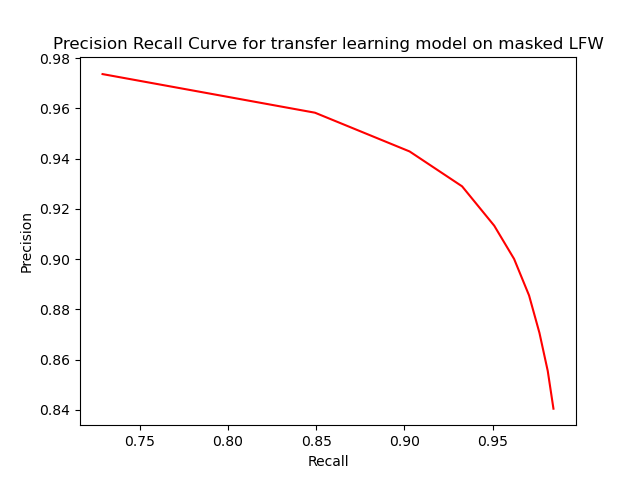 Precision Recall Curve for transfer learning model on masked LFW
0.98
0.96
0.94
0.92
0.90
0.88
0.86
0.84
Precision
0.75 0.80 0.85 0.90 0.95
Recall